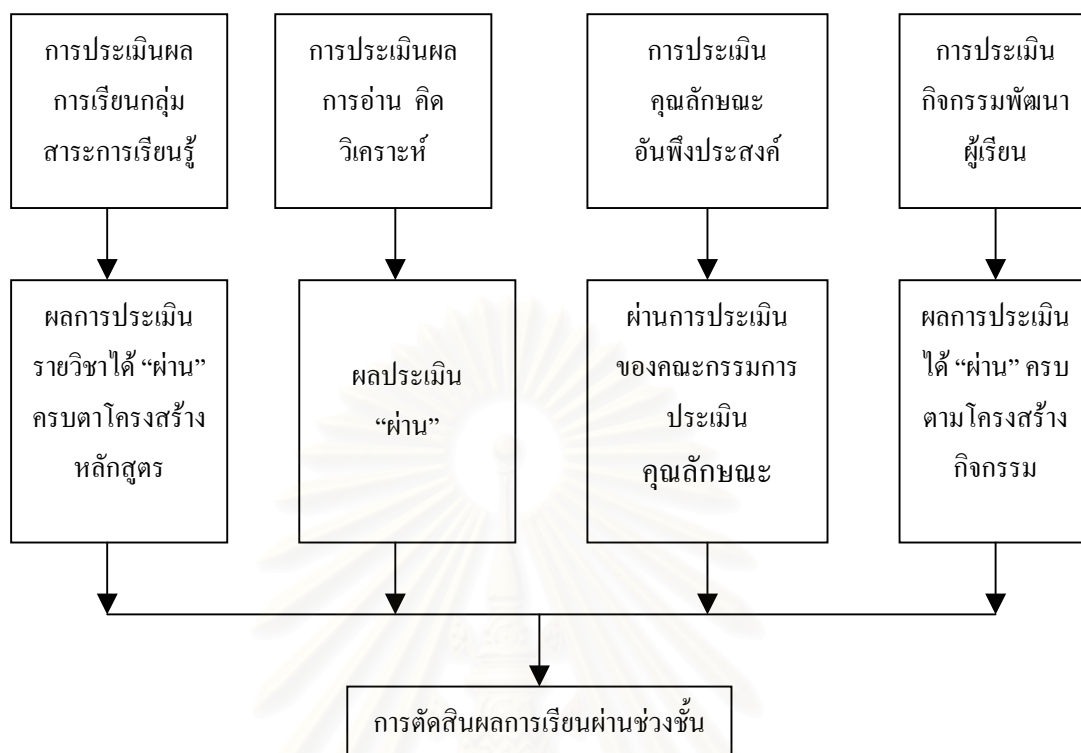 การประเมินผล
การเรียนกลุ่ม
สาระการเรียนรู้
การประเมินผล
การอ่าน คิด
วิเคราะห์
การประเมิน
คุณลักษณะ
อันพึงประสงค์
การประเมิน
กิจกรรมพัฒนา
ผู้เรียน
ผลการประเมิน
รายวิชาได้ “ผ่าน”
ครบตาโครงสร้าง
หลักสูตร
ผลประเมิน
“ผ่าน”
ผ่านการประเมิน
ของคณะกรรมการ
ประเมิน
คุณลักษณะ
ผลการประเมิน
ได้ “ผ่าน” ครบ
ตามโครงสร้าง
กิจกรรม
การตัดสินผลการเรียนผ่านช่วงชั้น